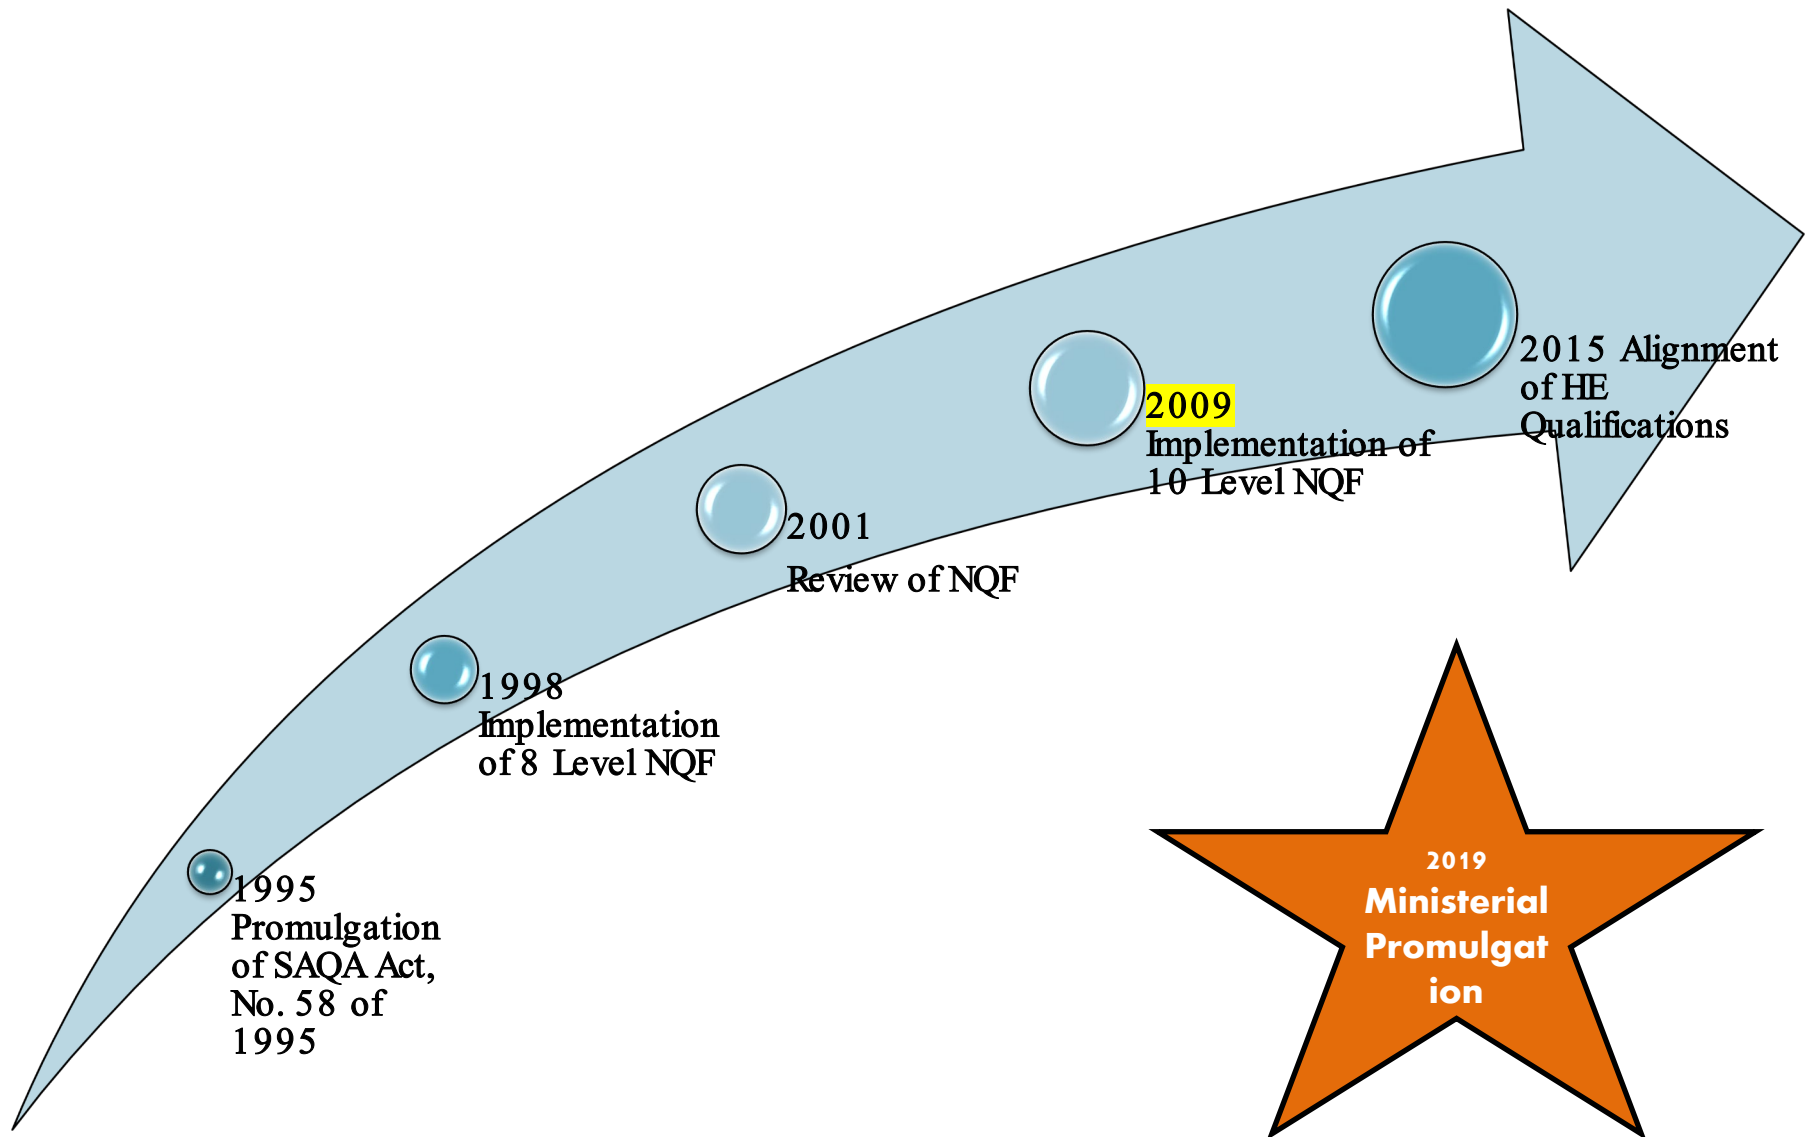 1995
Promulgation
of SAQA Act,
No. 58 of
1995
1998
Implementation
of 8 Level NQF
2001
Review of NQF
2009
Implementation of
10 Level NQF
2015 Alignment
of HE
Qualifications
2019
Ministerial
Promulgat
ion